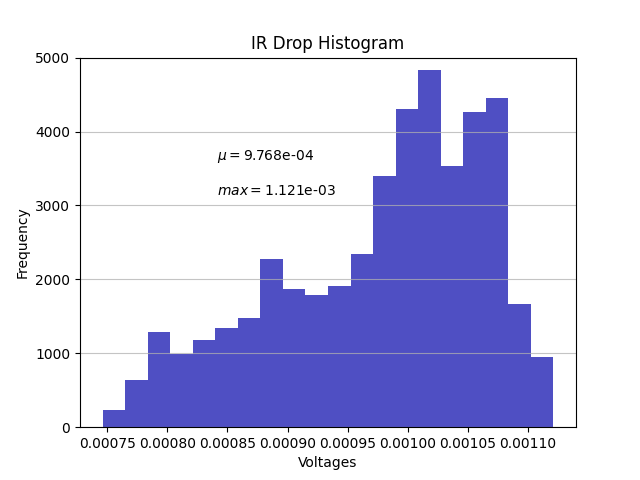 IR Drop Histogram
5000
4000
3000
2000
1000
0
Frequency
μ = 9.768e-04
max = 1.121e-03
0.00075 0.00080 0.00085 0.00090 0.00095 0.00100 0.00105 0.00110
Voltages